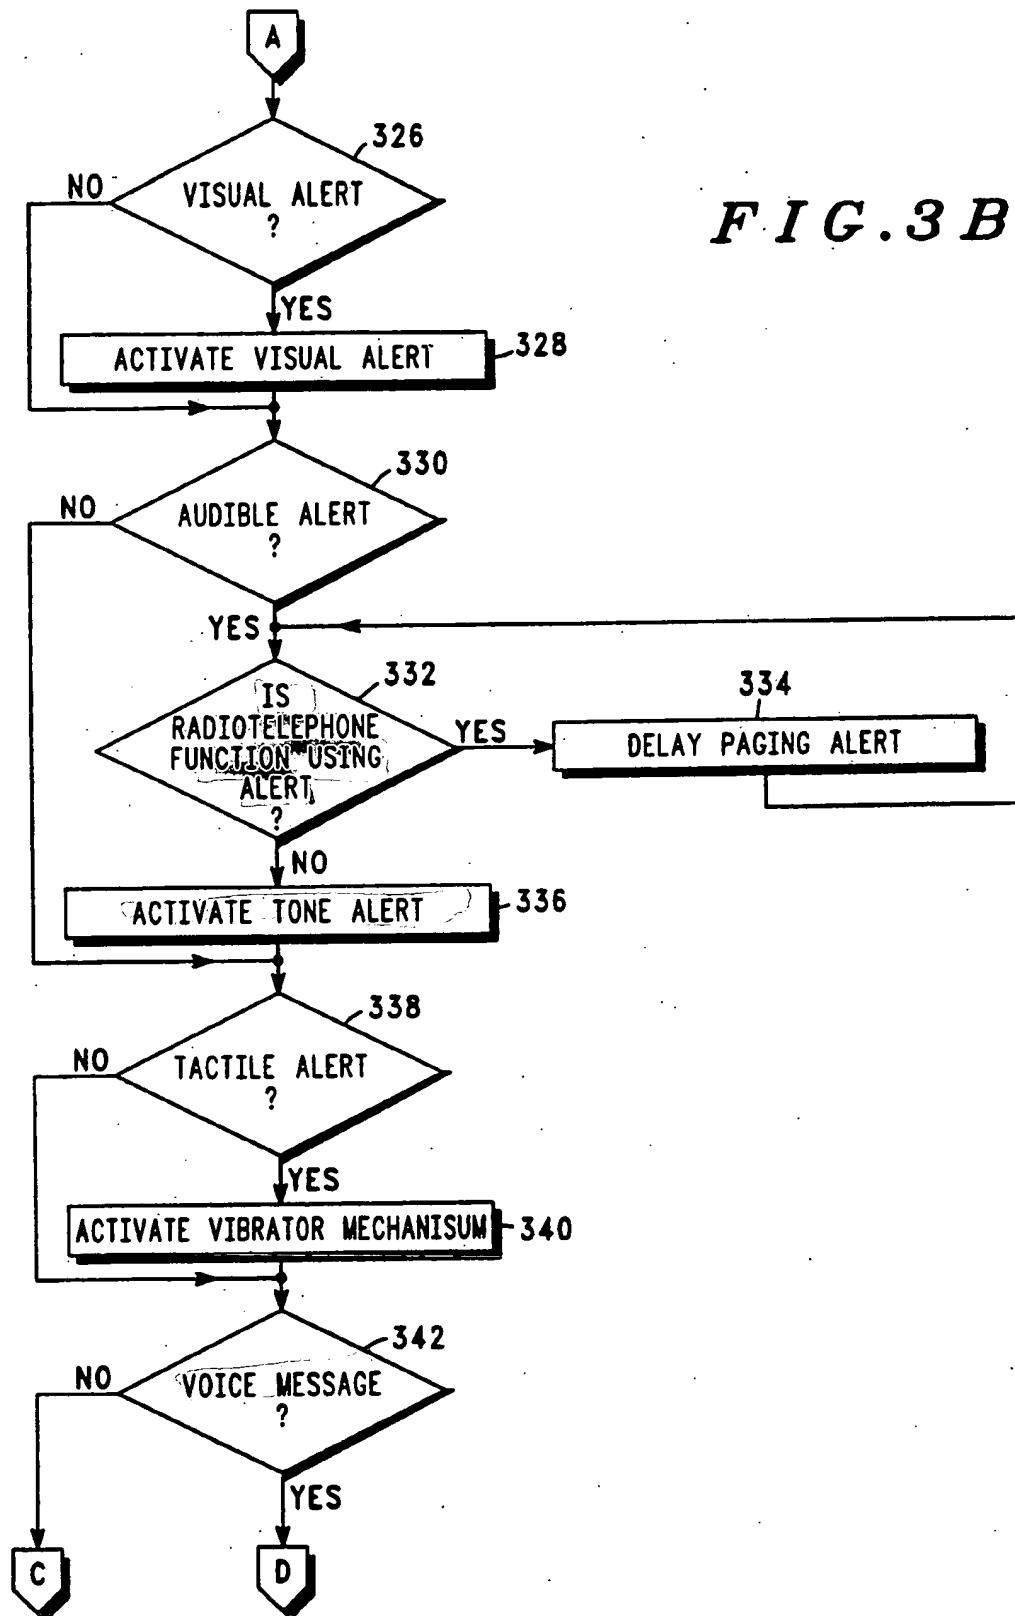 A
326
NO
VISUAL ALERT
?
FIG.3B
YES
ACTIVATE VISUAL ALERT
328
330
NO
AUDIBLE ALERT
?
YES
332
IS
RADIOTELEPHONE
FUNCTION USING
ALERT
?
YES
334
DELAY PAGING ALERT
NO
ACTIVATE TONE ALERT
336
338
NO
TACTILE ALERT
?
YES
ACTIVATE VIBRATOR MECHANISUM
340
342
NO
VOICE MESSAGE
?
YES
C
D